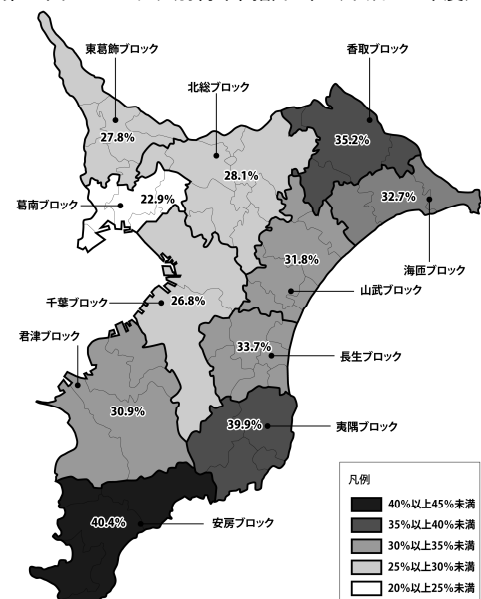 東葛飾ブロック
香取ブロック
北総ブロック
27.8%
35.2%
28.1%
32.7%
葛南ブロック
22.9%
31.8%
海匝ブロック
山武ブロック
千葉ブロック
26.8%
君津ブロック
33.7%
長生ブロック
30.9%
39.9%
夷隅ブロック
40.4%
安房ブロック
凡例
40%以上45%未満
35%以上40%未満
30%以上35%未満
25%以上30%未満
20%以上25%未満